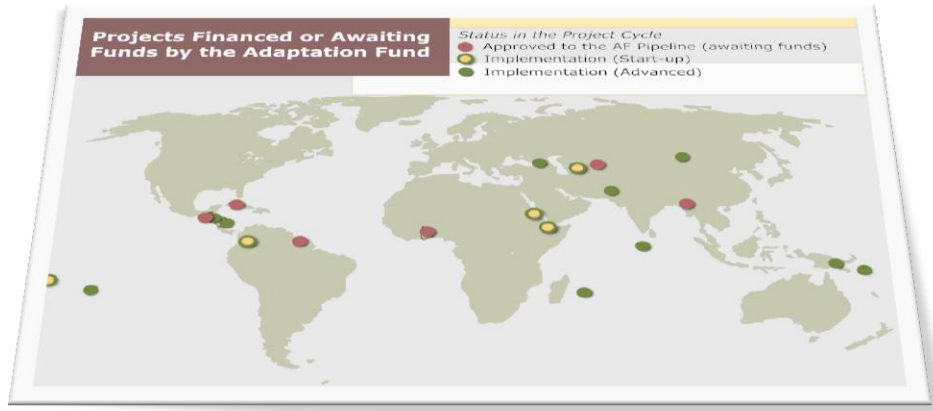 Projects Financed or Awaiting
Funds by the Adaptation Fund
Status in the Project Cycle
Approved to the AF Pipeline (awaiting funds)
Implementation (Start-up)
Implementation (Advanced)